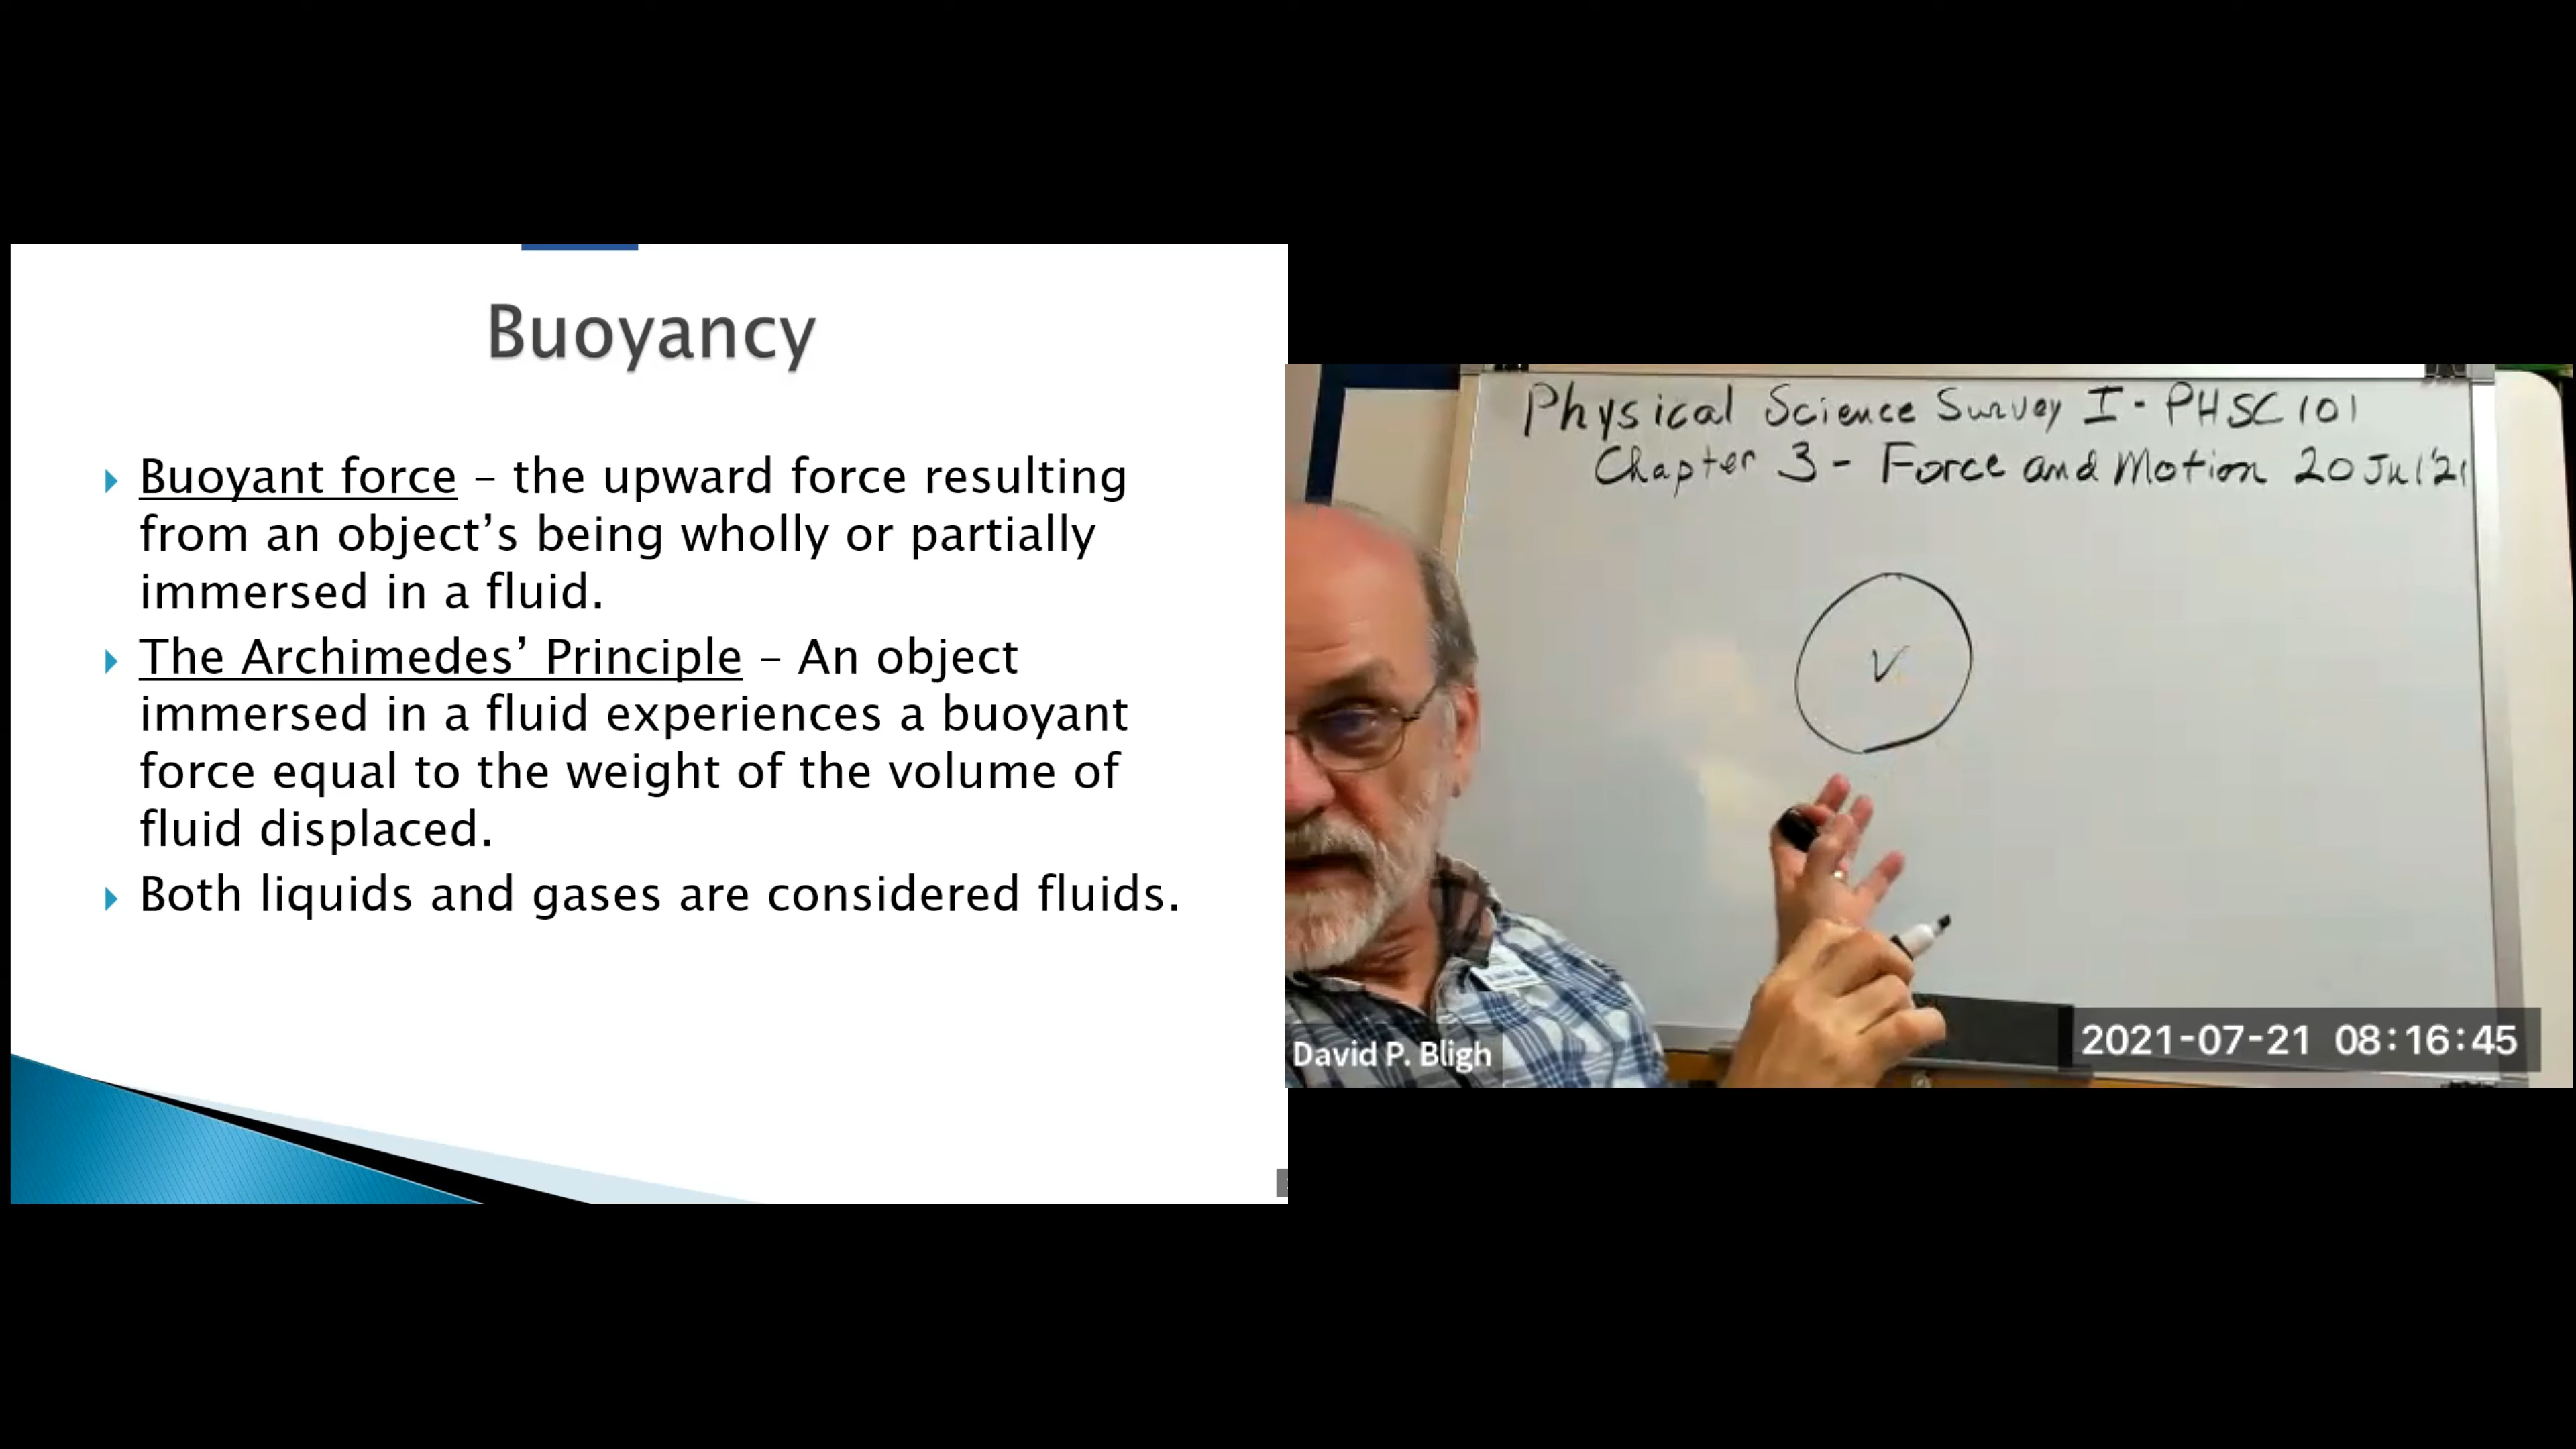 Buoyancy
Buoyant force – the upward force resulting
from an object’s being wholly or partially
immersed in a fluid.
The Archimedes’ Principle – An object
immersed in a fluid experiences a buoyant
force equal to the weight of the volume of
fluid displaced.
Both liquids and gases are considered fluids.
Physical Science Survey I - PHSC 101
Chapter 3 - Force and Motion 20 Jul '21
V
David P. Bligh
2021-07-21 08:16:45